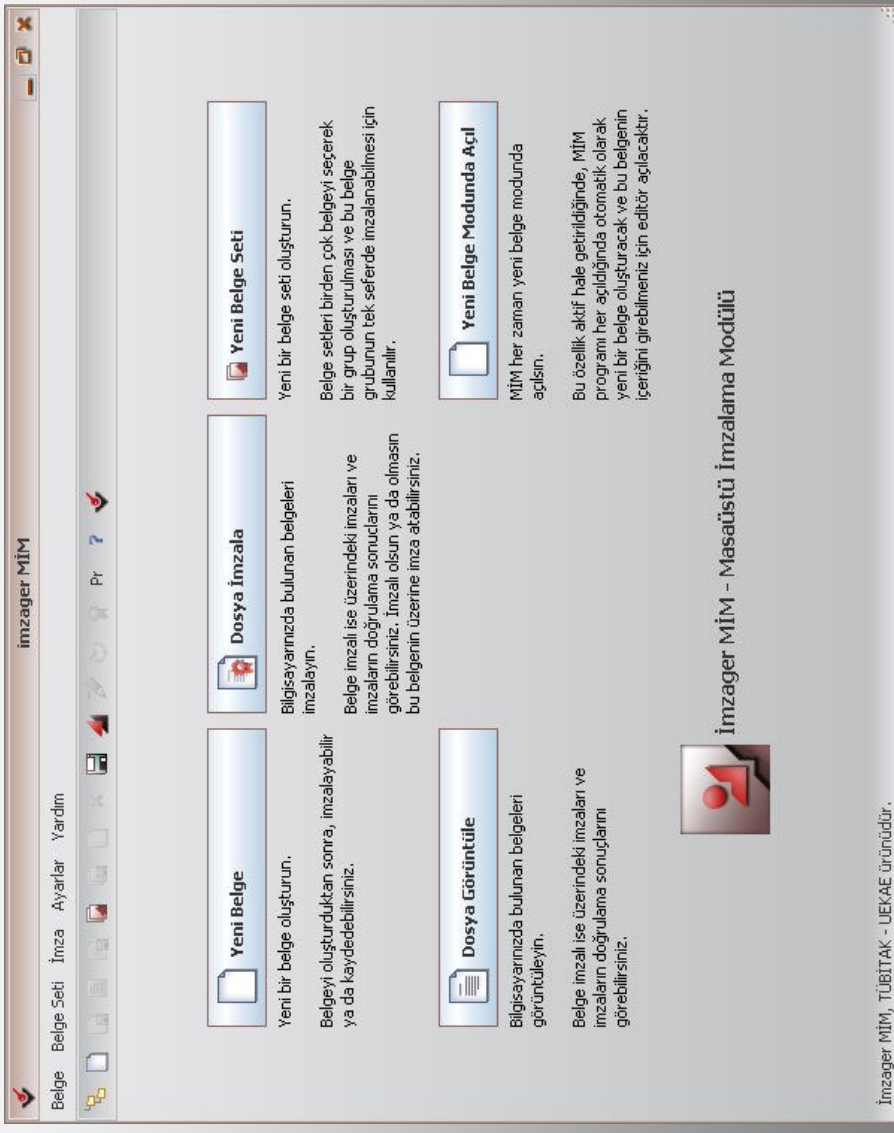 imzager MİM
Belge Belge Seti İmza Ayarlar Yardım
Pr ?
Yeni Belge
Yeni bir belge oluşturun.
Belgeyi oluşturduktan sonra, imzalayabilir
ya da kaydedebilirsiniz.
Dosya İmzala
Bilgisayarınızda bulunan belgeleri
imzalayın.
Belge imzalı ise üzerindeki imzaları ve
imzaların doğrulama sonuclarını
görebilirsiniz. İmzalı olsun ya da olmasın
bu belgenin üzerine imza atabilirsiniz.
Yeni Belge Seti
Yeni bir belge seti oluşturun.
Belge setleri birden çok belgeyi seçerek
bir grup oluşturulması ve bu belge
grubunun tek seferde imzalanabilmesi için
kullanılır.
Dosya Görüntüle
Bilgisayarınızda bulunan belgeleri
görüntüleyin.
Belge imzalı ise üzerindeki imzaları ve
imzaların doğrulama sonuçlarını
görebilirsiniz.
Yeni Belge Modunda Açıl
MİM her zaman yeni belge modunda
açılsın.
Bu özellik aktif hale getirildiğinde, MİM
programı her açıldığında otomatik olarak
yeni bir belge oluşturacak ve bu belgenin
içeriğini girebilmeniz için editör açılacaktır.
İmzager MİM - Masaüstü İmzalama Modülü
İmzager MİM, TÜBİTAK - UEKAE ürünüdür.